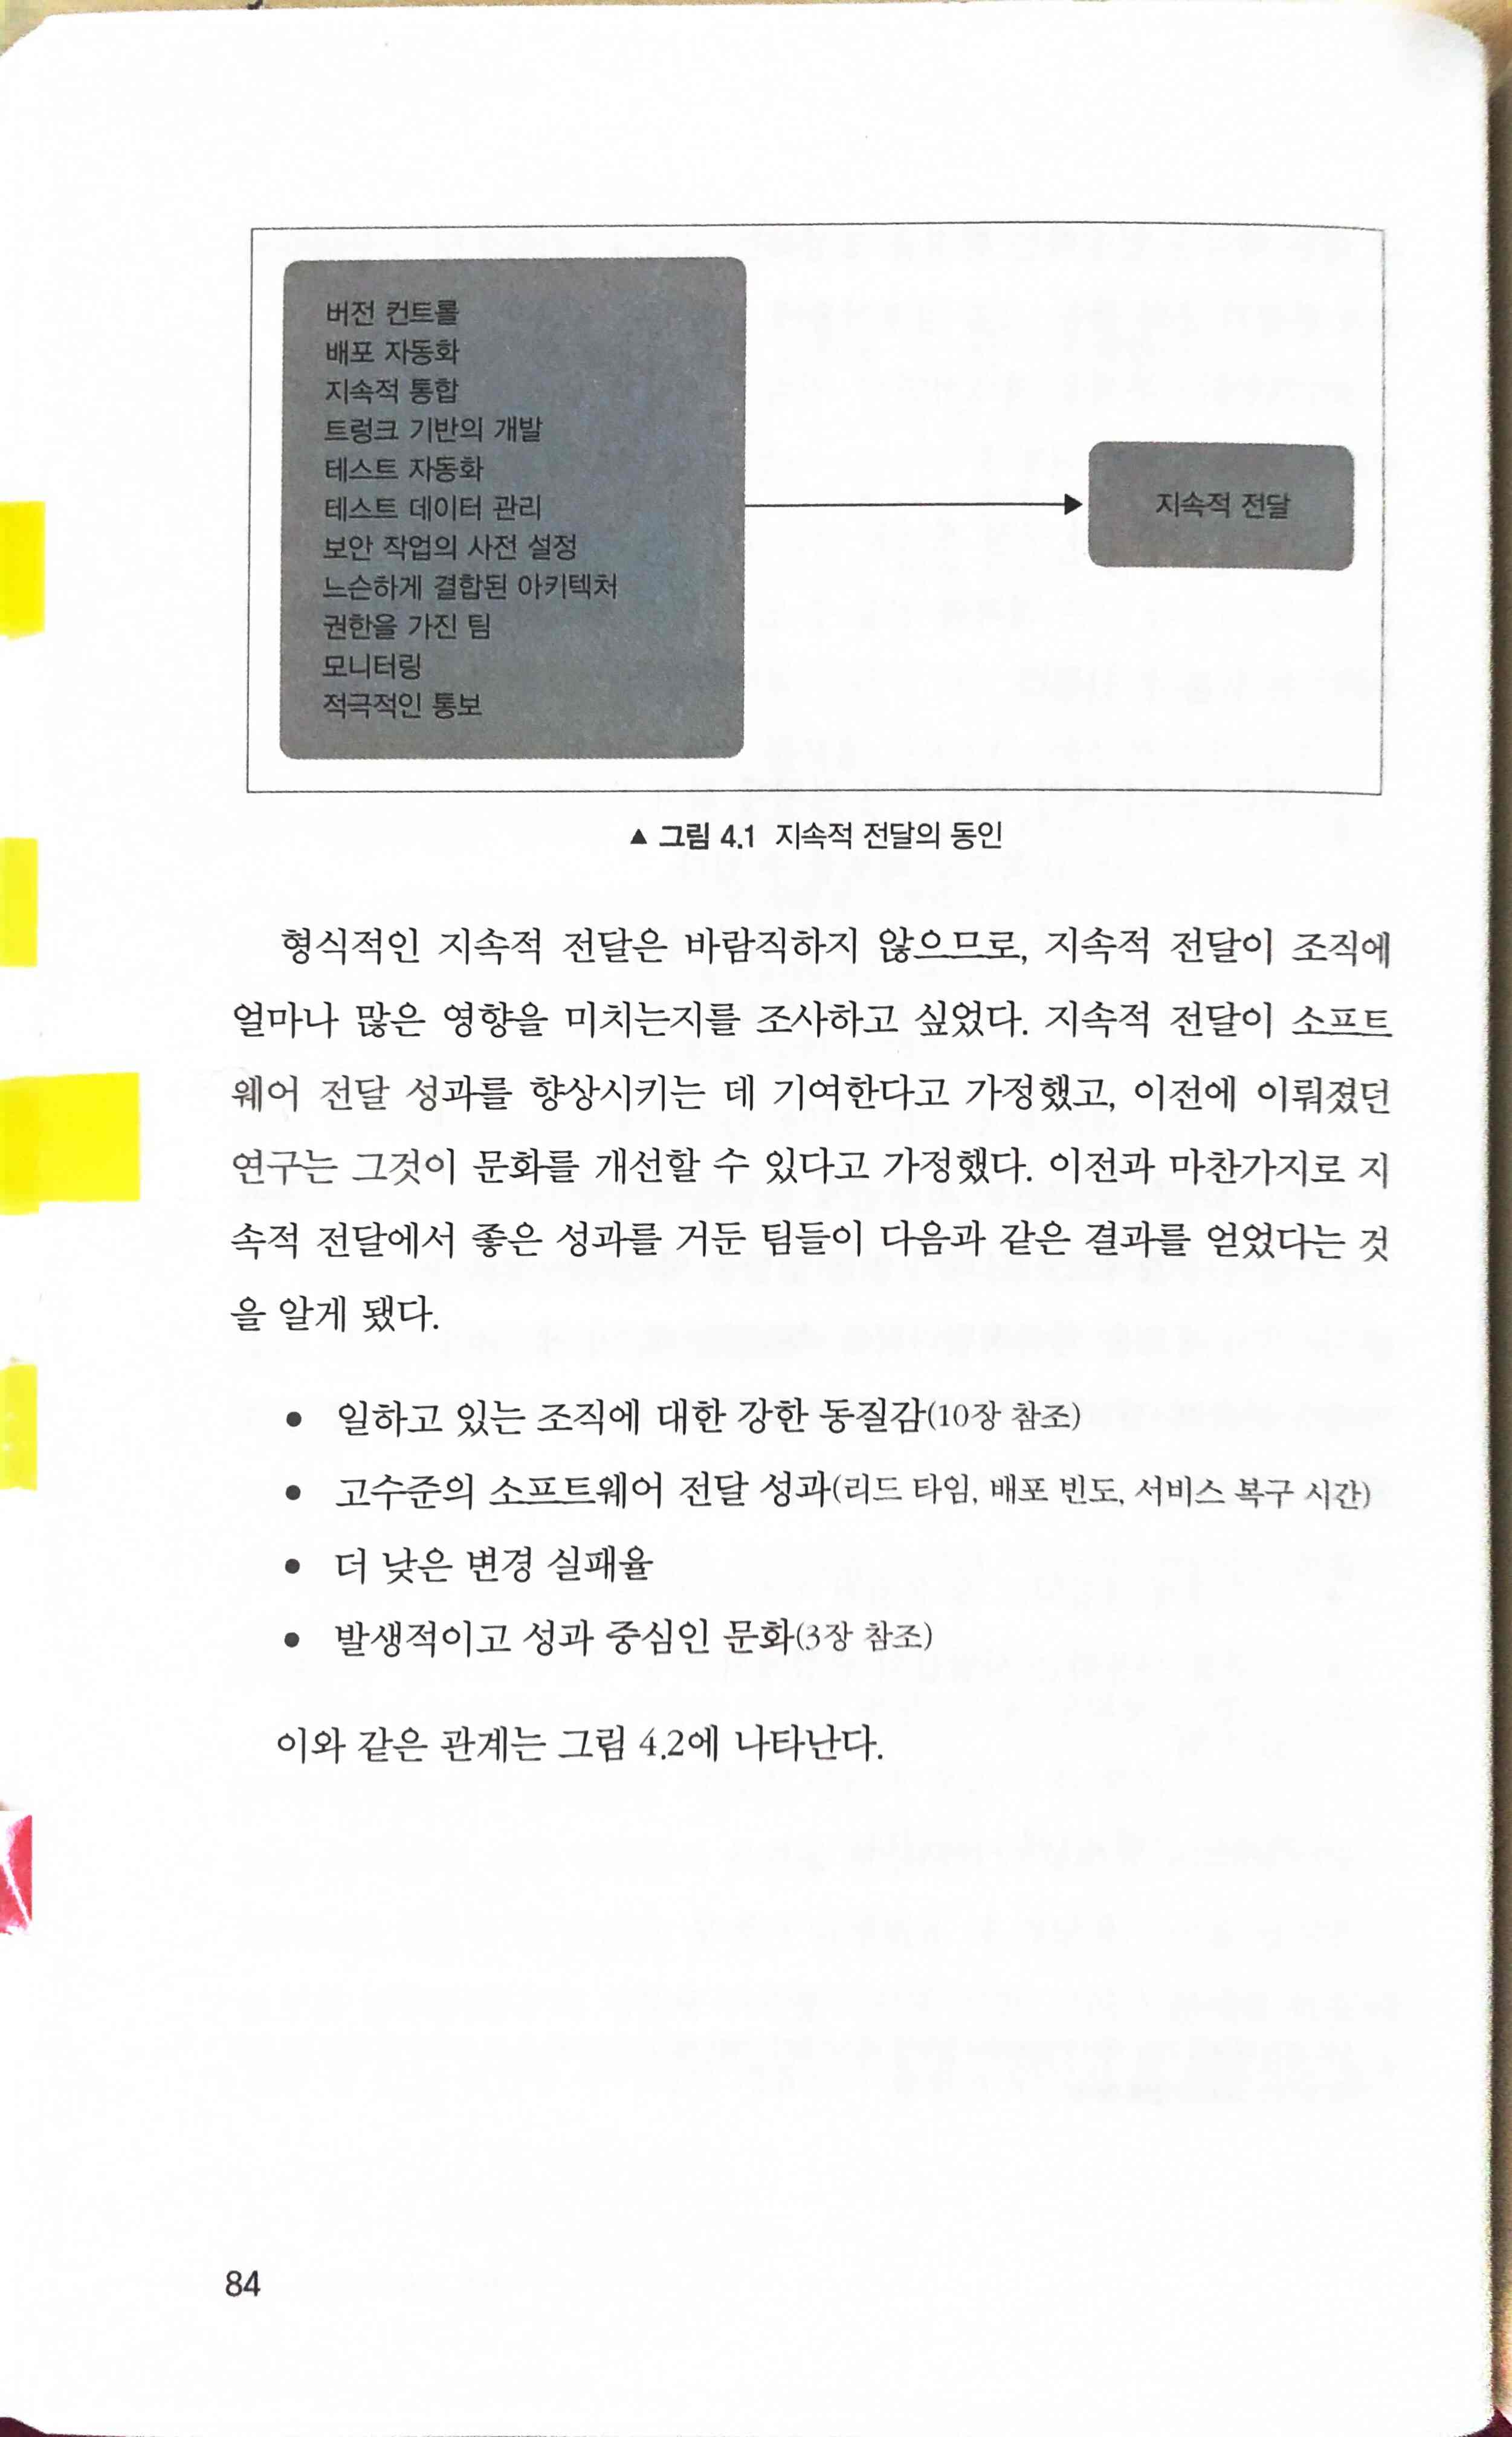 버전 컨트롤
배포 자동화
지속적 통합
트렁크 기반의 개발
테스트 자동화
테스트 데이터 관리
보안 작업의 사전 설정
느슨하게 결합된 아키텍처
권한을 가진 팀
모니터링
적극적인 통보
지속적 전달
▲ 그림 4.1 지속적 전달의 동인
형식적인 지속적 전달은 바람직하지 않으므로, 지속적 전달이 조직에
얼마나 많은 영향을 미치는지를 조사하고 싶었다. 지속적 전달이 소프트
웨어 전달 성과를 향상시키는 데 기여한다고 가정했고, 이전에 이뤄졌던
연구는 그것이 문화를 개선할 수 있다고 가정했다. 이전과 마찬가지로 지
속적 전달에서 좋은 성과를 거둔 팀들이 다음과 같은 결과를 얻었다는 것
을 알게 됐다.
• 일하고 있는 조직에 대한 강한 동질감(10장 참조)
• 고수준의 소프트웨어 전달 성과(리드 타임, 배포 빈도, 서비스 복구 시간)
• 더 낮은 변경 실패율
• 발생적이고 성과 중심인 문화(3장 참조)
이와 같은 관계는 그림 4.2에 나타난다.
84